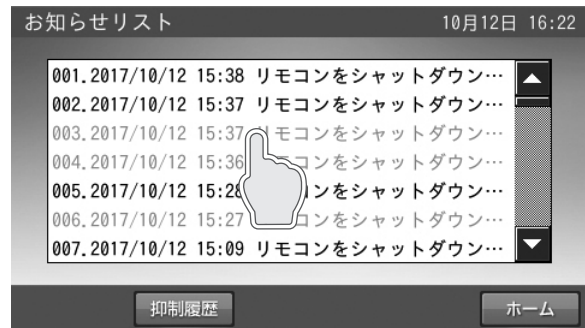 お知らせリスト 10月12日 16:22
001.2017/10/12 15:38 リモコンをシャットダウン…
002.2017/10/12 15:37 リモコンをシャットダウン…
003.2017/10/12 15:37 リモコンをシャットダウン…
004.2017/10/12 15:36 コンをシャットダウン…
005.2017/10/12 15:28 ンをシャットダウン…
006.2017/10/12 15:27 コンをシャットダウン…
007.2017/10/12 15:09 リモコンをシャットダウン…
抑制履歴 ホーム